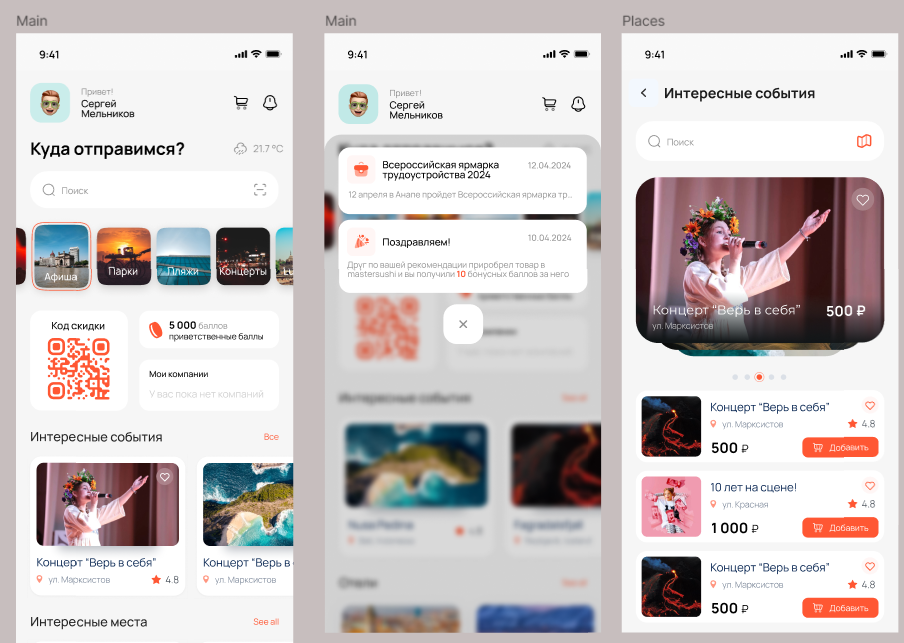 Main
9:41
Привет!
Сергей
Мельников
Куда отправимся?
21.7 °C
Поиск
Афиша
Парки
Пляжи
Концерты
Код скидки
5 000 баллов
приветственные баллы
Мои компании
У вас пока нет компаний
Интересные события
Все
Концерт “Верь в себя”
ул. Марксистов
4.8
Концерт “Верь в
ул. Марксистов
Интересные места
See all
Main
9:41
Привет!
Сергей
Мельников
Всероссийская ярмарка
трудоустройства 2024
12.04.2024
12 апреля в Анапе пройдет Всероссийская ярмарка тр...
Поздравляем!
10.04.2024
Друг по вашей рекомендации приробрел товар в
mastersushi и вы получили 10 бонусных баллов за него
Интересные события
Отели
Places
9:41
Интересные события
Поиск
Концерт “Верь в себя”
ул. Марксистов
500 ₽
Концерт “Верь в себя”
ул. Марксистов
4.8
500 ₽
Добавить
10 лет на сцене!
ул. Красная
4.8
1 000 ₽
Добавить
Концерт “Верь в себя”
ул. Марксистов
4.8
500 ₽
Добавить